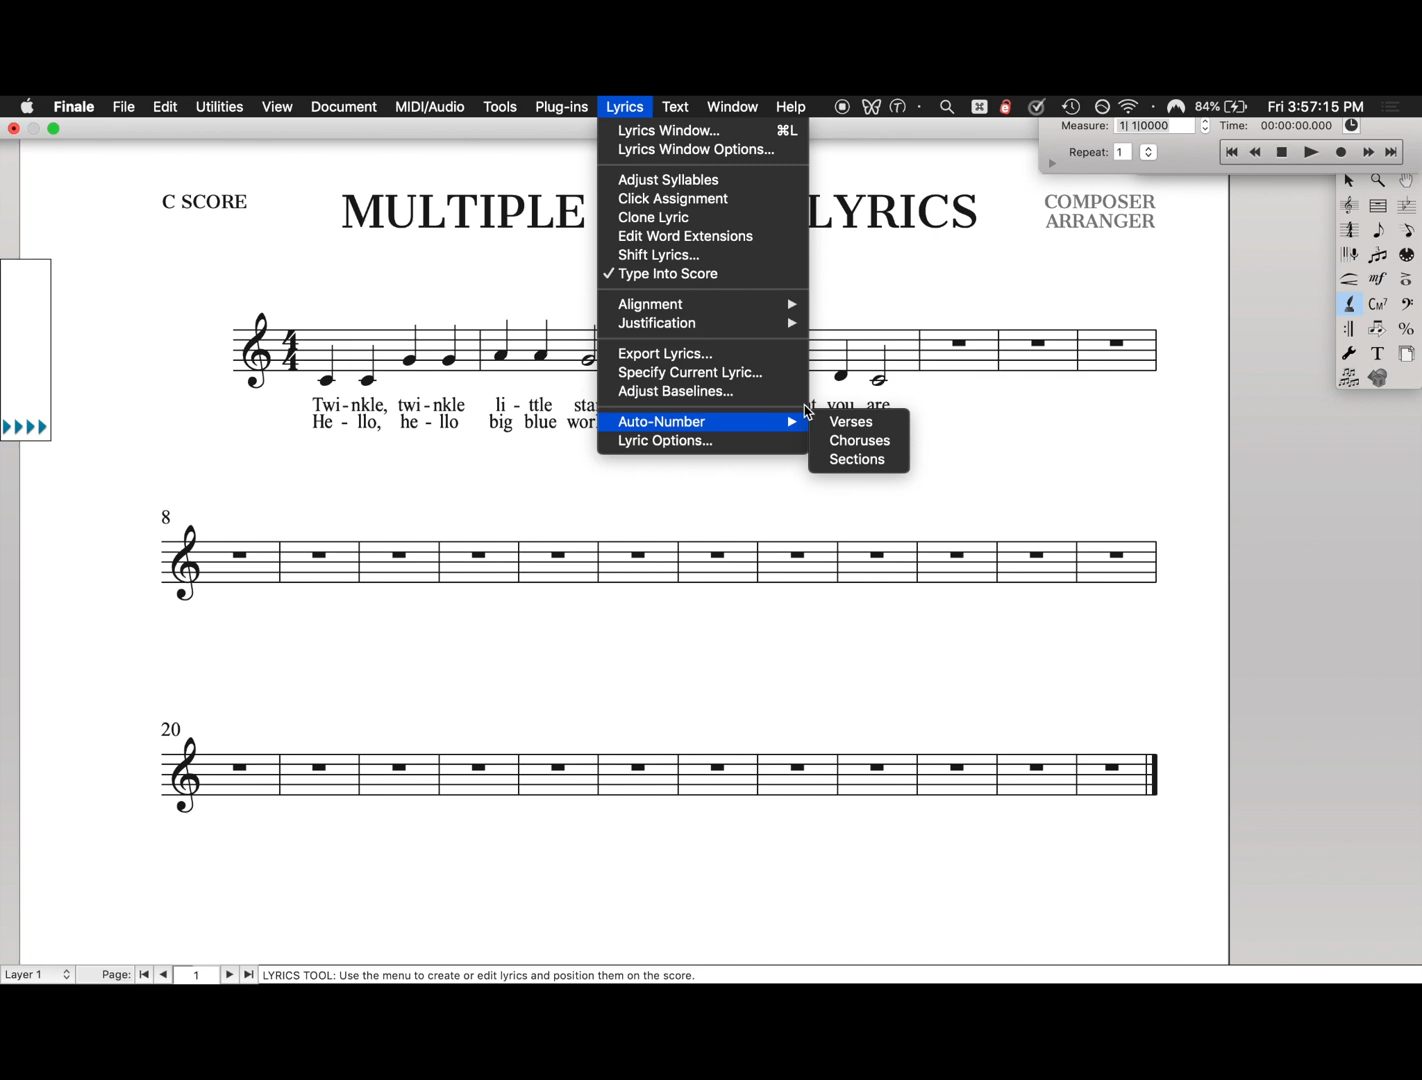 Finale File Edit Utilities View Document MIDI/Audio Tools Plug-ins Lyrics Text Window Help 84% Fri 3:57:15 PM
Measure: 1| 1|0000 Time: 00:00:00.000
Repeat: 1
Lyrics Window... ⌘L
Lyrics Window Options...
Adjust Syllables
Click Assignment
Clone Lyric
Edit Word Extensions
Shift Lyrics...
✓ Type Into Score
Alignment
Justification
Export Lyrics...
Specify Current Lyric...
Adjust Baselines...
Auto-Number
Lyric Options...
Verses
Choruses
Sections
C SCORE
MULTIPLE LYRICS
COMPOSER
ARRANGER
mf
CM7
%
T
Twi-nkle, twi-nkle li - ttle you are
He - llo, he - llo big blue
8
20
Layer 1 Page: 1 LYRICS TOOL: Use the menu to create or edit lyrics and position them on the score.